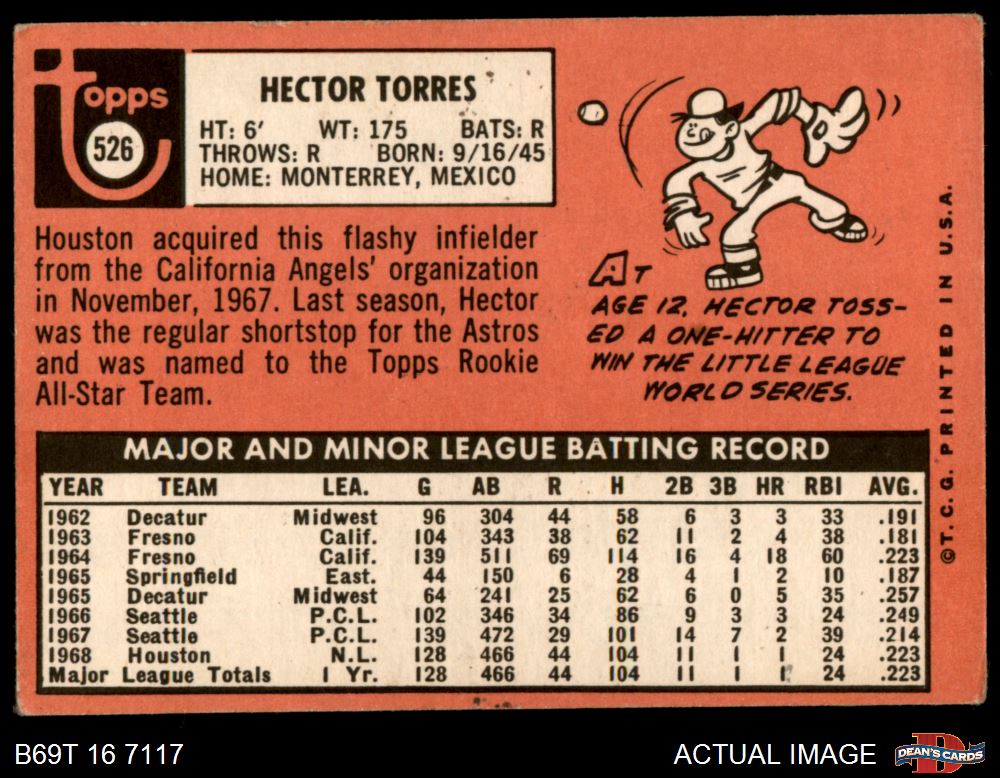 Topps
526
HECTOR TORRES
HT: 6' WT: 175 BATS: R
THROWS: R BORN: 9/16/45
HOME: MONTERREY, MEXICO
Houston acquired this flashy infielder
from the California Angels' organization
in November, 1967. Last season, Hector
was the regular shortstop for the Astros
and was named to the Topps Rookie
All-Star Team.
AT
AGE 12, HECTOR TOSS-
ED A ONE-HITTER TO
WIN THE LITTLE LEAGUE
WORLD SERIES.
©T.C.G. PRINTED IN U.S.A.
MAJOR AND MINOR LEAGUE BATTING RECORD
YEAR TEAM LEA. G AB R H 2B 3B HR RBI AVG.
1962 Decatur Midwest 96 304 44 58 6 3 3 33 .191
1963 Fresno Calif. 104 343 38 62 11 2 4 38 .181
1964 Fresno Calif. 139 511 69 114 16 4 18 60 .223
1965 Springfield East. 44 150 6 28 4 1 2 10 .187
1965 Decatur Midwest 64 241 25 62 6 0 5 35 .257
1966 Seattle P.C.L. 102 346 34 86 9 3 3 24 .249
1967 Seattle P.C.L. 139 472 29 101 14 7 2 39 .214
1968 Houston N.L. 128 466 44 104 11 1 1 24 .223
Major League Totals 1 Yr. 128 466 44 104 11 1 1 24 .223
B69T 16 7117
ACTUAL IMAGE
D
DEAN'S CARDS